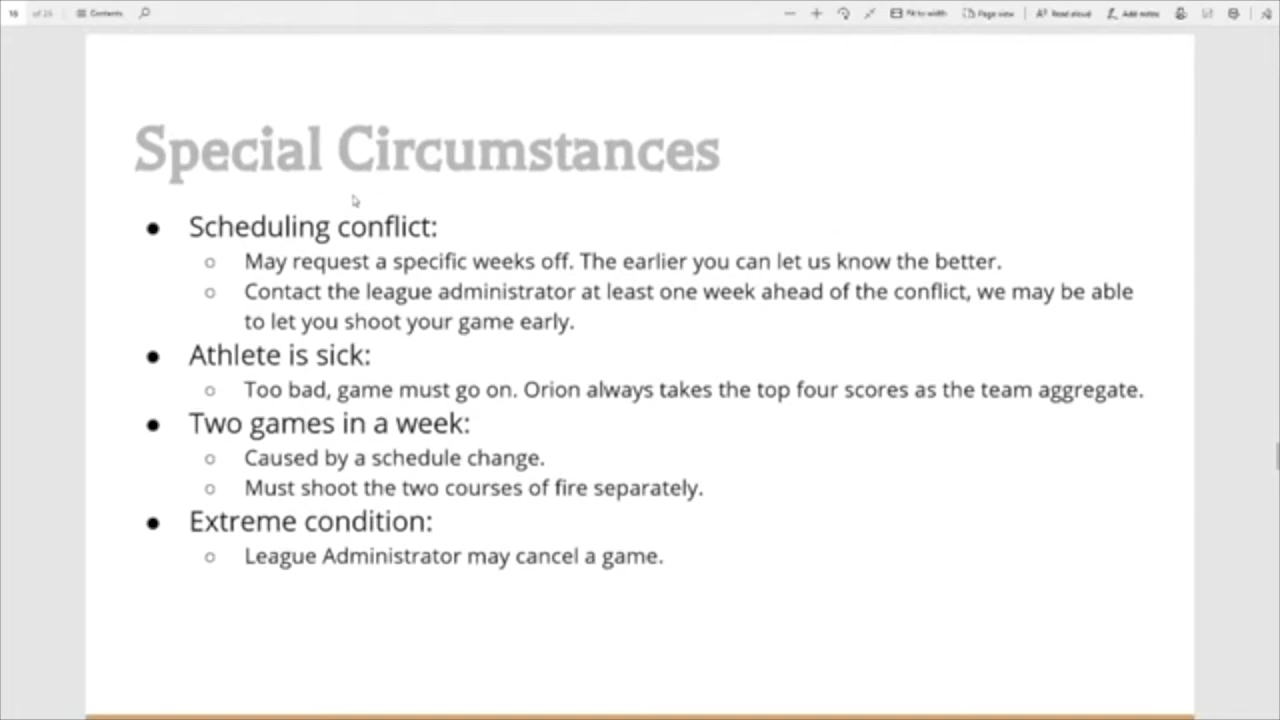 16 of 25 Contents Fit to width Page view Read aloud Add notes
Special Circumstances
● Scheduling conflict:
○ May request a specific weeks off. The earlier you can let us know the better.
○ Contact the league administrator at least one week ahead of the conflict, we may be able
to let you shoot your game early.
● Athlete is sick:
○ Too bad, game must go on. Orion always takes the top four scores as the team aggregate.
● Two games in a week:
○ Caused by a schedule change.
○ Must shoot the two courses of fire separately.
● Extreme condition:
○ League Administrator may cancel a game.